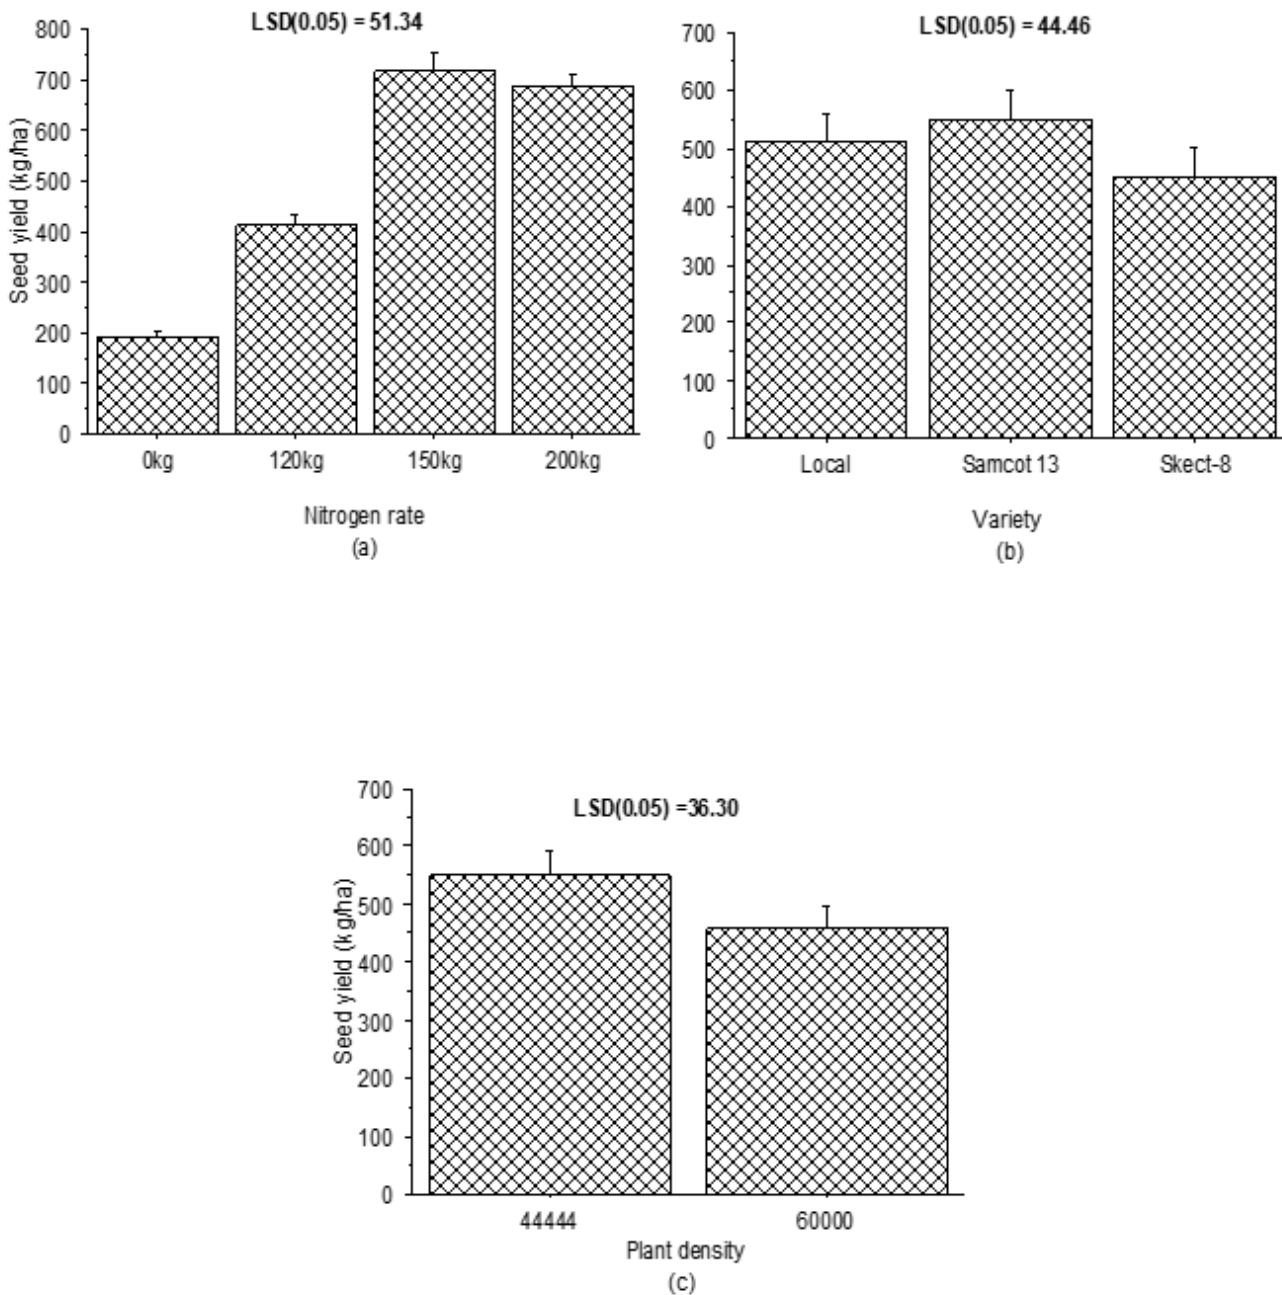 LSD(0.05) = 51.34
800
700
600
500
400
300
200
100
0
Seed yield (kg/ha)
0kg 120kg 150kg 200kg
Nitrogen rate
(a)
LSD(0.05) = 44.46
700
600
500
400
300
200
100
0
Local Samcot 13 Skect-8
Variety
(b)
LSD(0.05) =36.30
700
600
500
400
300
200
100
0
Seed yield (kg/ha)
44444 60000
Plant density
(c)